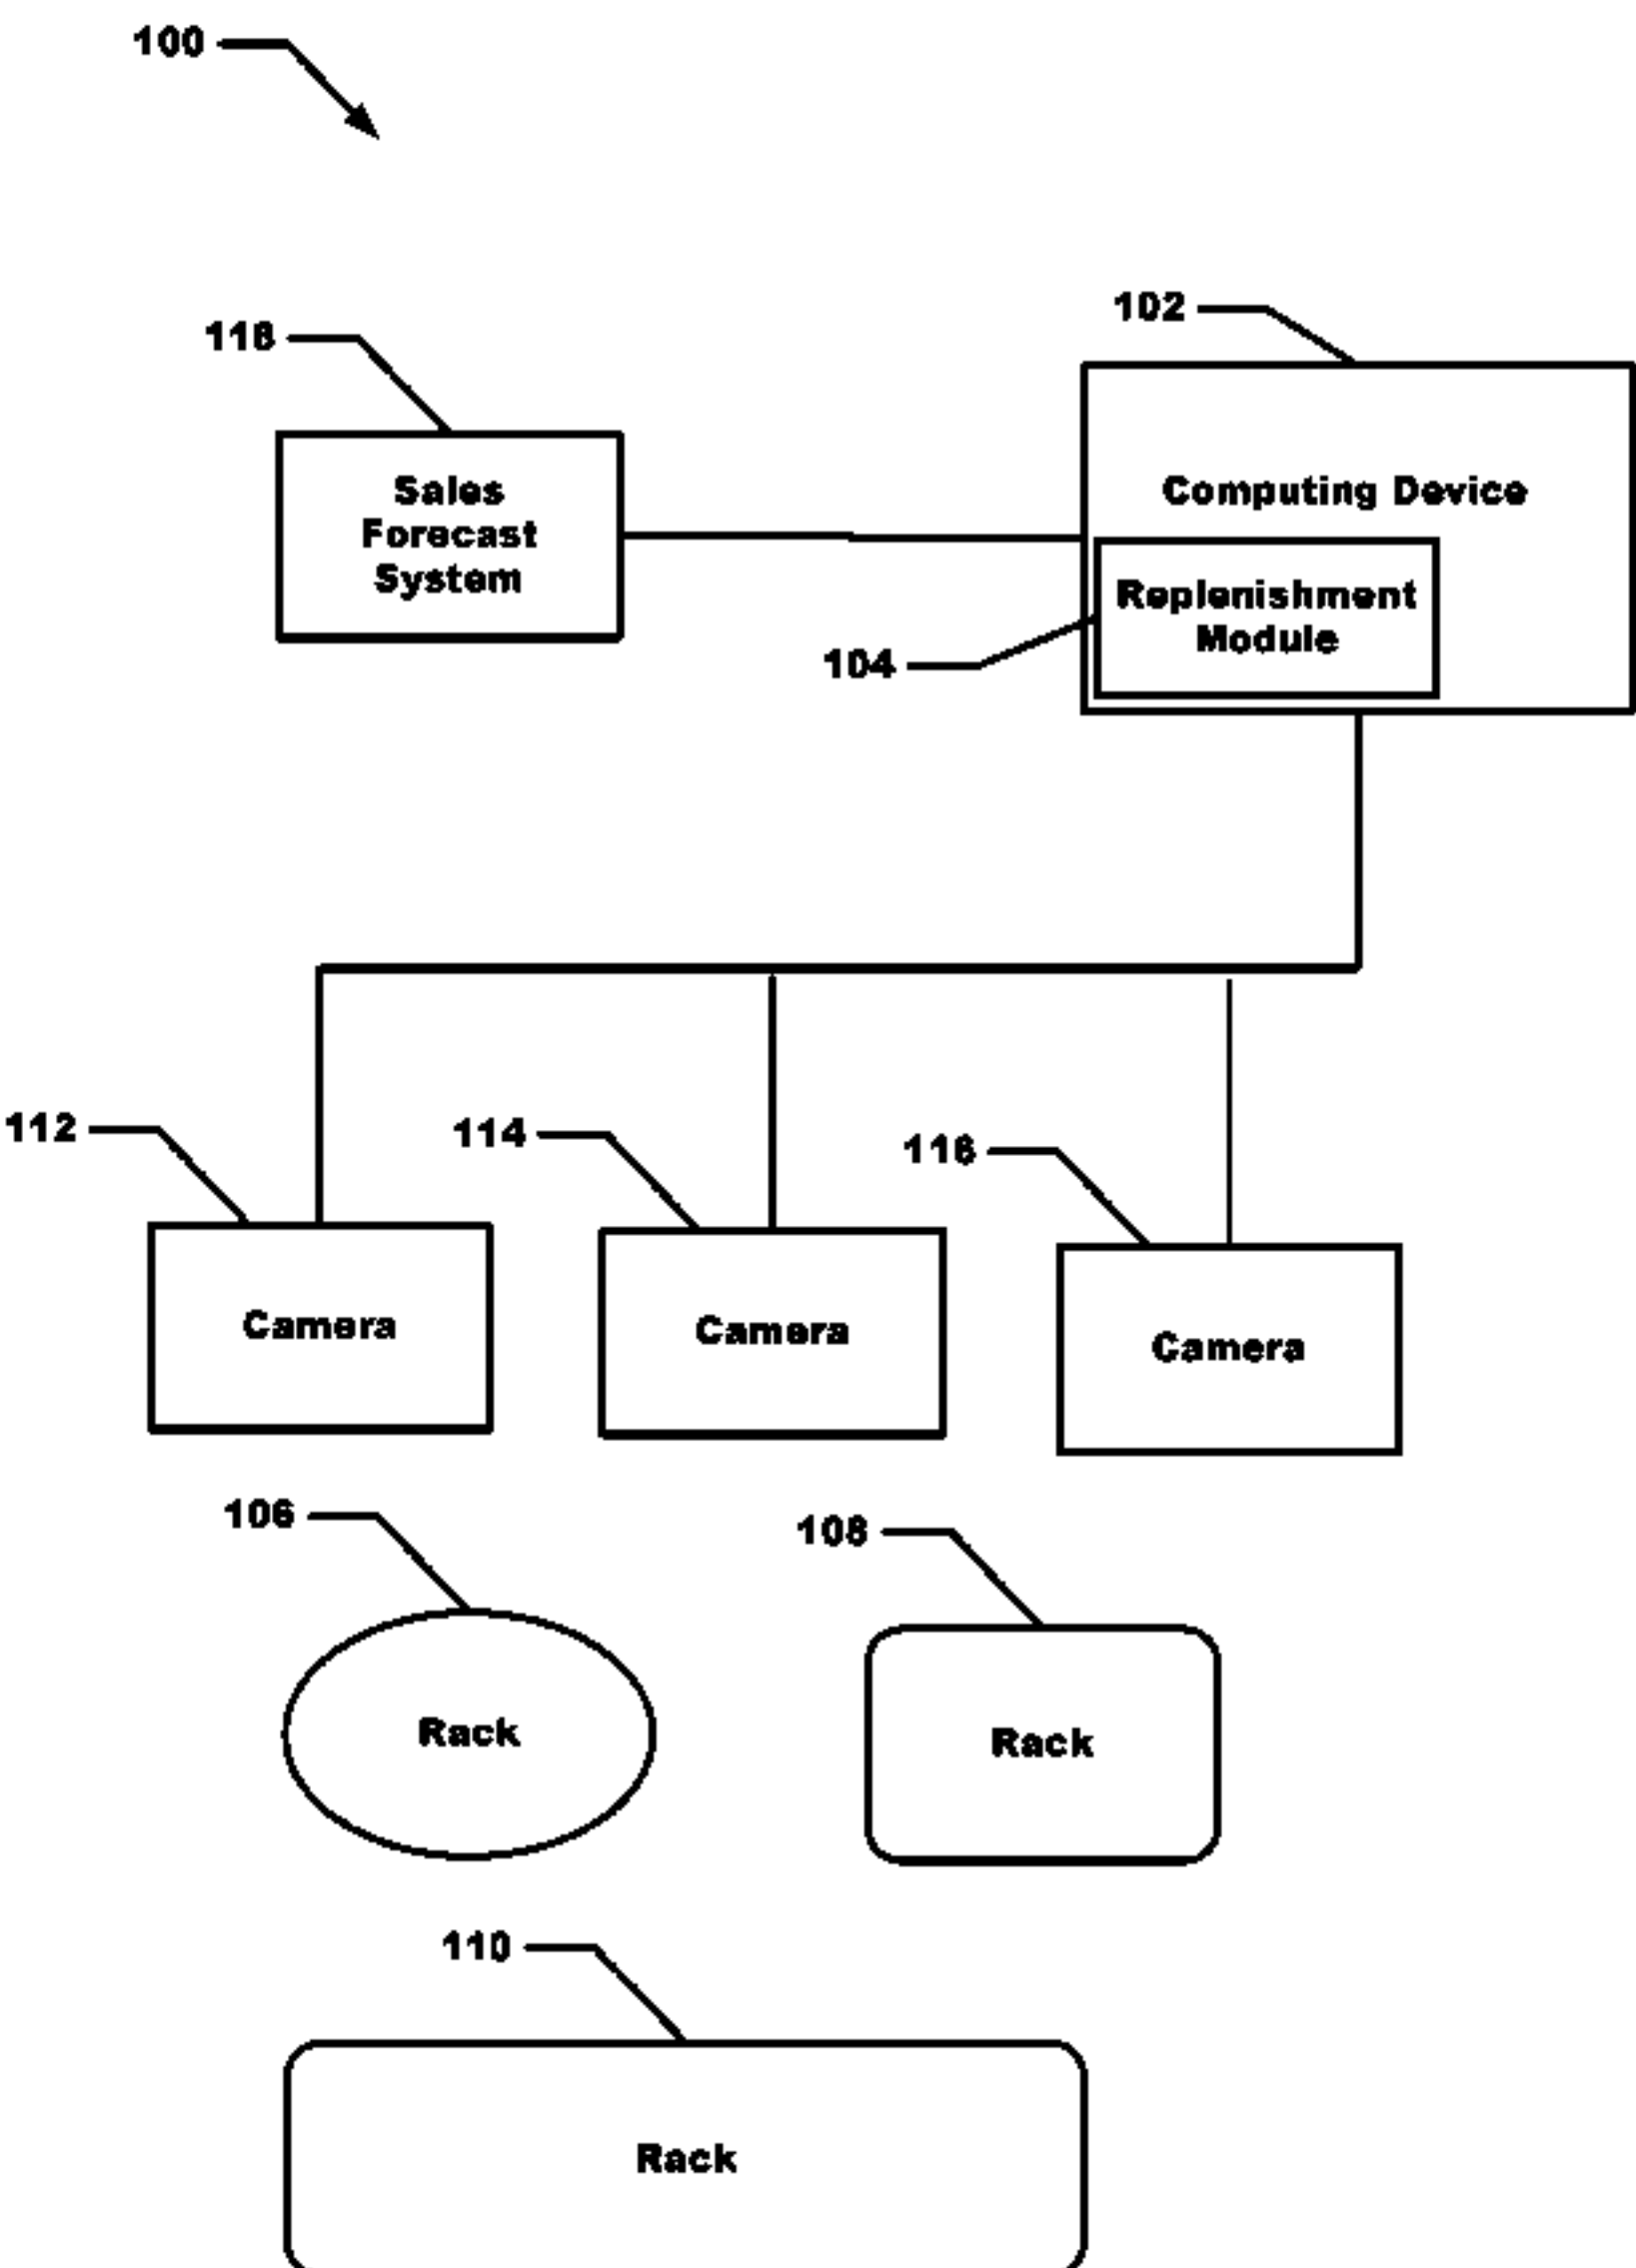 100
102
118
Sales
Forecast
System
Computing Device
Replenishment
Module
104
112
114
116
Camera
Camera
Camera
106
108
Rack
Rack
110
Rack